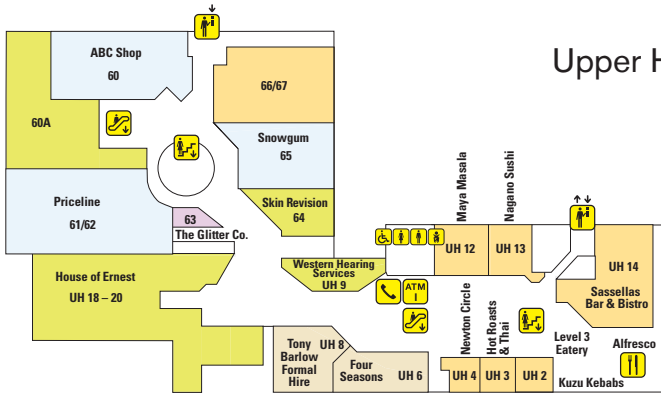 Upper H
ABC Shop
60
66/67
60A
Snowgum
65
Priceline
61/62
Skin Revision
64
63
The Glitter Co.
Maya Masala
Nagano Sushi
UH 12
UH 13
UH 14
Sassellas
Bar & Bistro
House of Ernest
UH 18 – 20
Western Hearing
Services
UH 9
ATM
Newton Circle
Hot Roasts
& Thai
Level 3
Eatery
Alfresco
Tony
Barlow
Formal
Hire
UH 8
Four
Seasons
UH 6
UH 4
UH 3
UH 2
Kuzu Kebabs